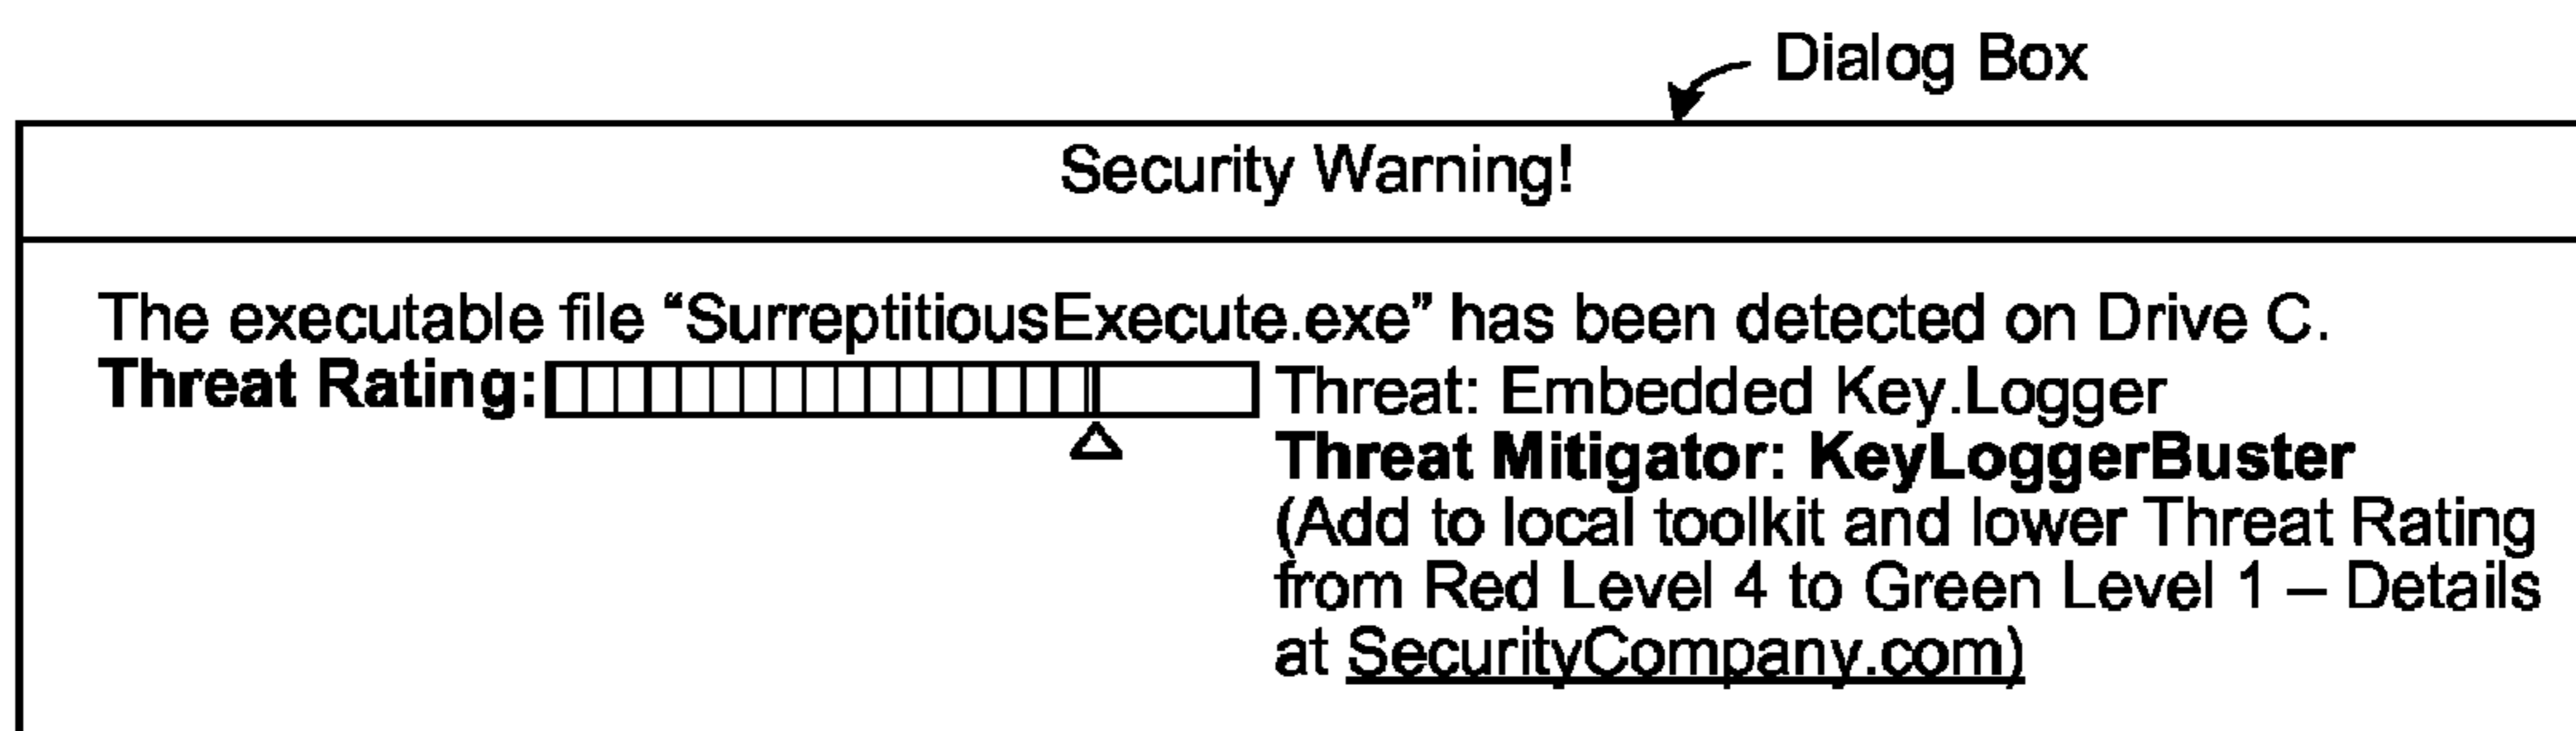 Dialog Box
Security Warning!
The executable file “SurreptitiousExecute.exe” has been detected on Drive C.
Threat Rating:
Threat: Embedded Key.Logger
Threat Mitigator: KeyLoggerBuster
(Add to local toolkit and lower Threat Rating
from Red Level 4 to Green Level 1 – Details
at SecurityCompany.com)